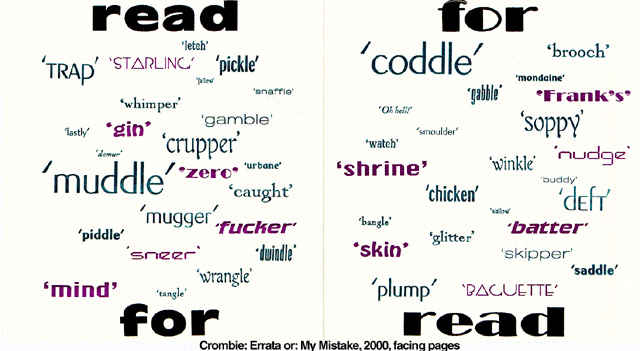 read
'letch'
'TRAP' 'STARLING' 'pickle'
'fallow'
'snaffle'
'whimper'
'gamble'
'lastly' 'gin' 'crupper'
'demur'
'muddle' 'zero' 'urbane'
'caught'
'mugger' 'fucker'
'piddle'
'sneer' 'dwindle'
'wrangle'
'mind' 'tangle'
for
for
'coddle' 'brooch'
'mondaine'
'gabble' 'Frank's'
'Oh hell!' 'soppy'
'smoulder'
'watch' 'nudge'
'shrine' 'winkle'
'buddy'
'chicken' 'deft'
'bangle' 'batter'
'glitter'
'skin' 'skipper'
'saddle'
'plump' 'BAGUETTE'
read
Crombie: Errata or: My Mistake, 2000, facing pages